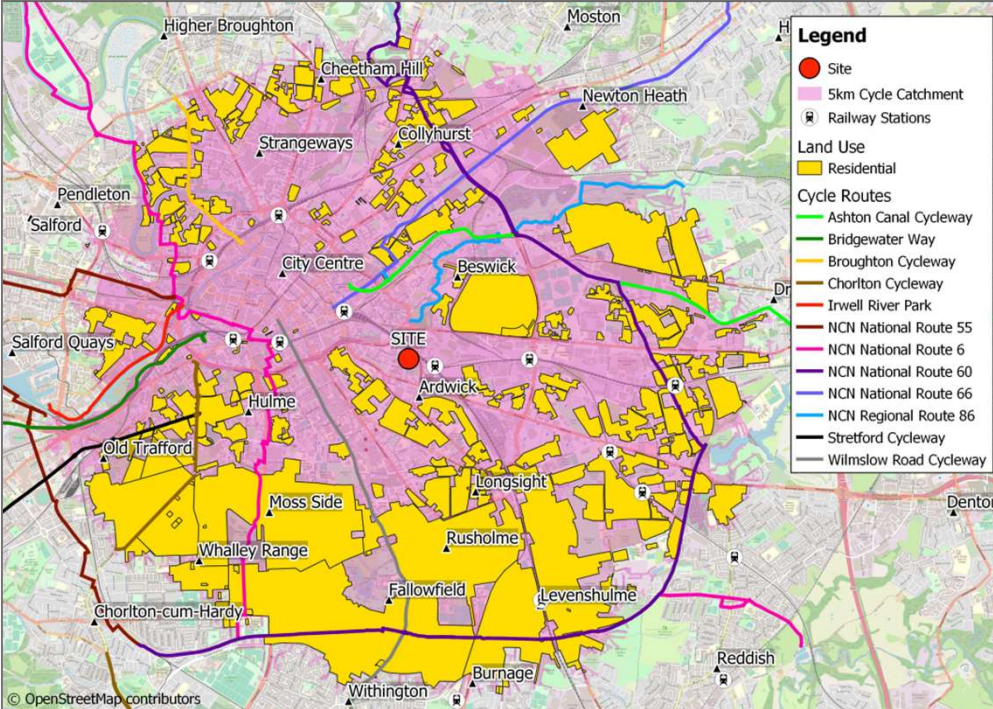 Higher Broughton
Moston
Cheetham Hill
Newton Heath
Collyhurst
Strangeways
Pendleton
Salford
City Centre
Beswick
Dr
SITE
Salford Quays
Ardwick
Hulme
Old Trafford
Longsight
Moss Side
Denton
Rusholme
Whalley Range
Fallowfield
Levenshulme
Chorlton-cum-Hardy
Reddish
Burnage
Withington
© OpenStreetMap contributors
Legend
Site
5km Cycle Catchment
Railway Stations
Land Use
Residential
Cycle Routes
Ashton Canal Cycleway
Bridgewater Way
Broughton Cycleway
Chorlton Cycleway
Irwell River Park
NCN National Route 55
NCN National Route 6
NCN National Route 60
NCN National Route 66
NCN Regional Route 86
Stretford Cycleway
Wilmslow Road Cycleway